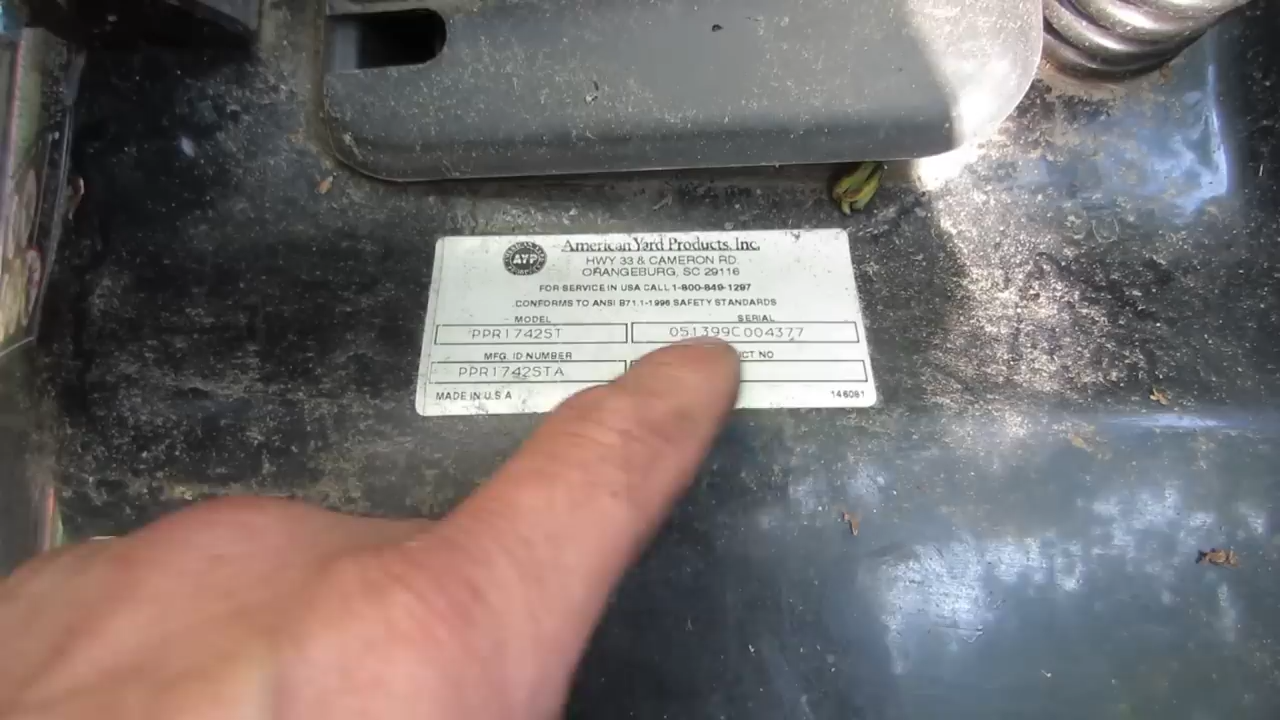 American Yard Products, Inc.
AYP
HWY 33 & CAMERON RD.
ORANGEBURG, SC 29116
FOR SERVICE IN USA CALL 1-800-849-1297
CONFORMS TO ANSI B71.1-1996 SAFETY STANDARDS
MODEL SERIAL
PPR1742ST 051399C004377
MFG. ID NUMBER NO
PPR1742STA
MADE IN U.S.A 146081